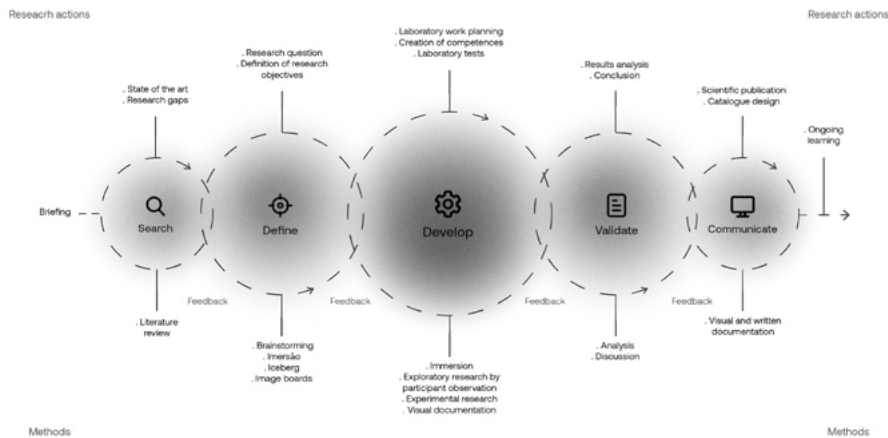 Reseacrh actions
Research actions
. Laboratory work planning
. Creation of competences
. Laboratory tests
. Research question
. Definition of research
objectives
. Results analysis
. Conclusion
. State of the art
. Research gaps
. Scientific publication
. Catalogue design
. Ongoing
learning
Briefing
Search
Define
Develop
Validate
Communicate
Feedback
Feedback
Feedback
Feedback
. Literature
review
. Brainstorming
. Imersão
. Iceberg
. Image boards
. Immersion
. Exploratory research by
participant observation
. Experimental research
. Visual documentation
. Analysis
. Discussion
. Visual and written
documentation
Methods
Methods